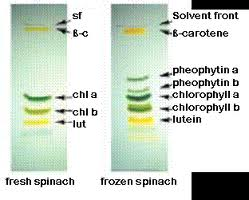 sf
ß-c
chl a
chl b
lut
fresh spinach
Solvent front
ß-carotene
pheophytin a
pheophytin b
chlorophyll a
chlorophyll b
lutein
frozen spinach